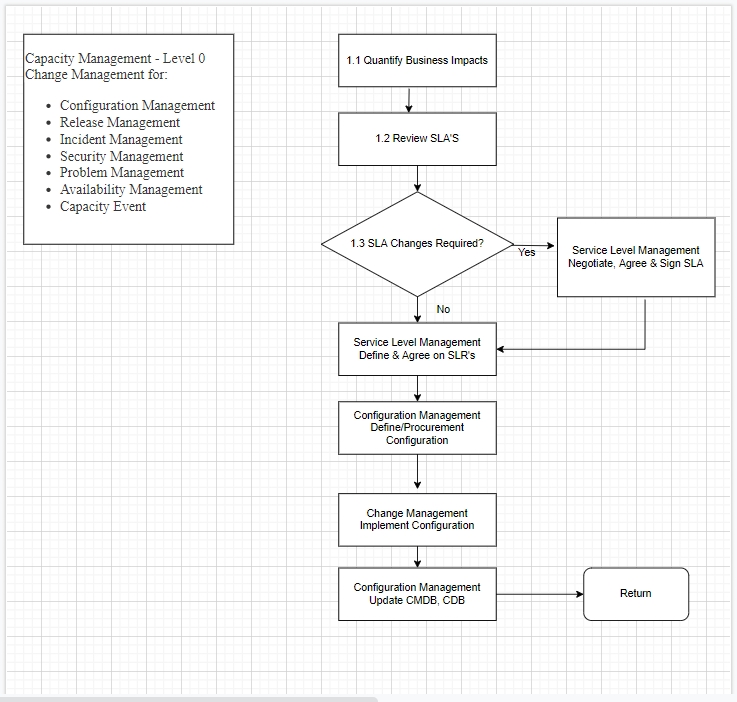 Capacity Management - Level 0
Change Management for:
Configuration Management
Release Management
Incident Management
Security Management
Problem Management
Availability Management
Capacity Event
1.1 Quantify Business Impacts
1.2 Review SLA'S
1.3 SLA Changes Required?
Yes
Service Level Management
Negotiate, Agree & Sign SLA
No
Service Level Management
Define & Agree on SLR's
Configuration Management
Define/Procurement
Configuration
Change Management
Implement Configuration
Configuration Management
Update CMDB, CDB
Return